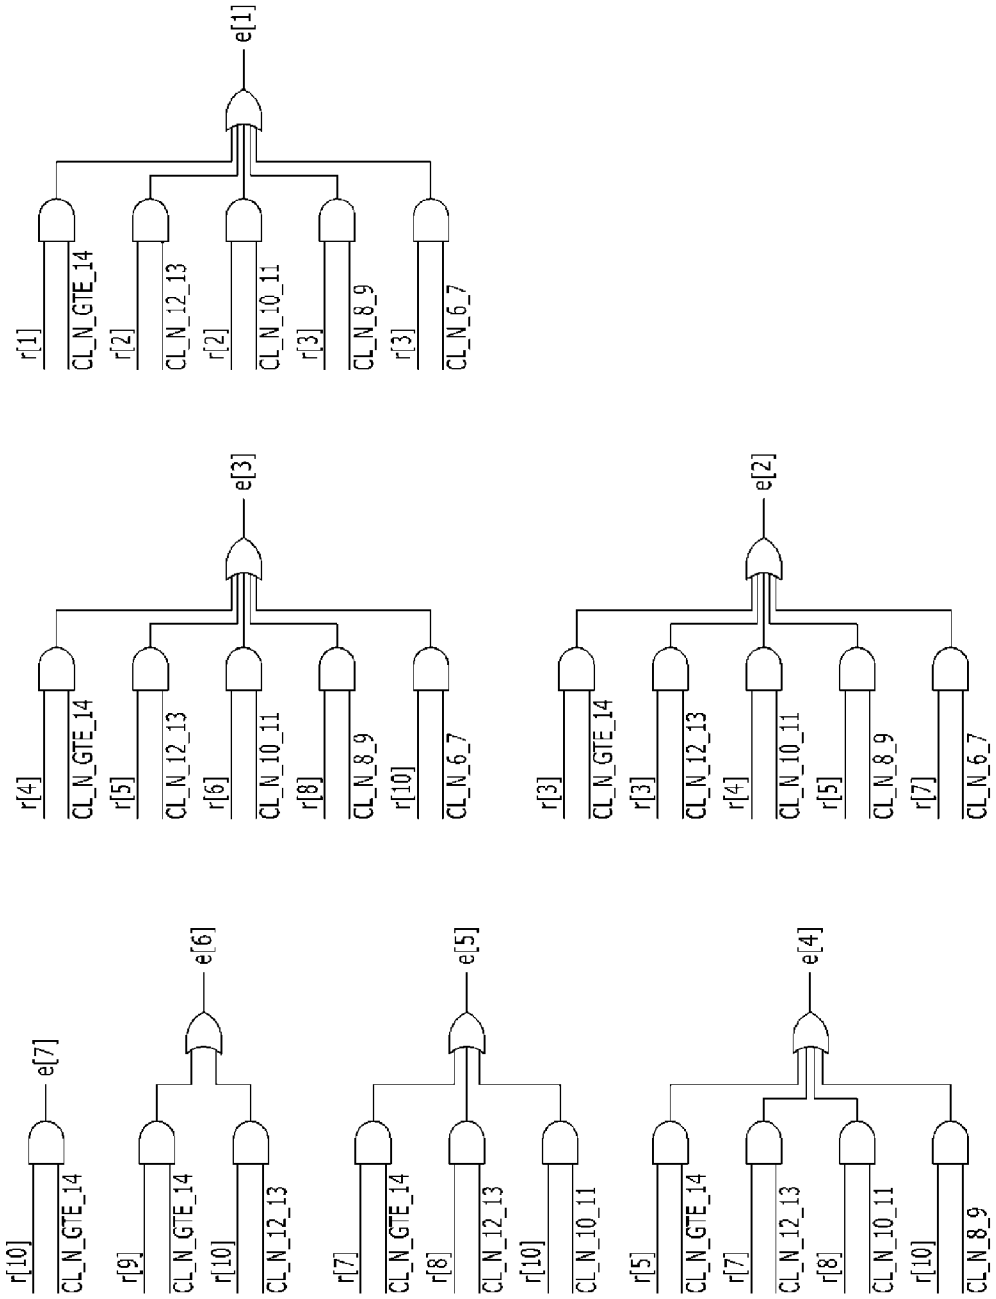 e[1]
r[1]
CL_N_GTE_14
r[2]
CL_N_12_13
r[2]
CL_N_10_11
r[3]
CL_N_8_9
r[3]
CL_N_6_7
e[3]
r[4]
CL_N_GTE_14
r[5]
CL_N_12_13
r[6]
CL_N_10_11
r[8]
CL_N_8_9
r[10]
CL_N_6_7
e[2]
r[3]
CL_N_GTE_14
r[3]
CL_N_12_13
r[4]
CL_N_10_11
r[5]
CL_N_8_9
r[7]
CL_N_6_7
e[7]
r[10]
CL_N_GTE_14
e[6]
r[9]
CL_N_GTE_14
r[10]
CL_N_12_13
e[5]
r[7]
CL_N_GTE_14
r[8]
CL_N_12_13
r[10]
CL_N_10_11
e[4]
r[5]
CL_N_GTE_14
r[7]
CL_N_12_13
r[8]
CL_N_10_11
r[10]
CL_N_8_9